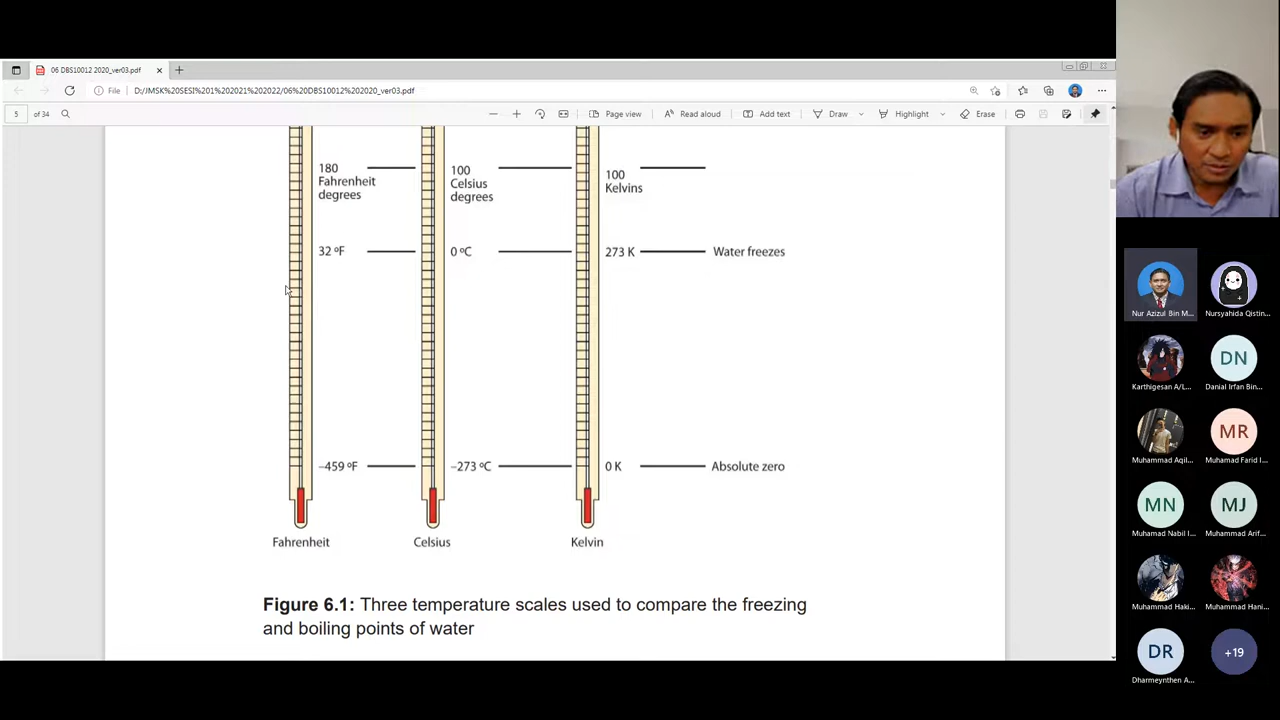 06 DBS10012 2020_ver03.pdf
File D:/JMSK%20SESI%201%202021%202022/06%20DBS10012%202020_ver03.pdf
5 of 34 Page view Read aloud Add text Draw Highlight Erase
180
Fahrenheit
degrees
100
Celsius
degrees
100
Kelvins
32 ºF 0 ºC 273 K Water freezes
–459 ºF –273 ºC 0 K Absolute zero
Fahrenheit Celsius Kelvin
Figure 6.1: Three temperature scales used to compare the freezing
and boiling points of water
Nur Azizul Bin M... Nursyahida Qistin...
DN
Karthigesan A/L... Danial Irfan Bin...
MR
Muhammad Aqil... Muhamad Farid I...
MN MJ
Muhamad Nabil I... Muhammad Arif...
Muhammad Haki... Muhammad Hani...
DR +19
Dharmeynthen A...